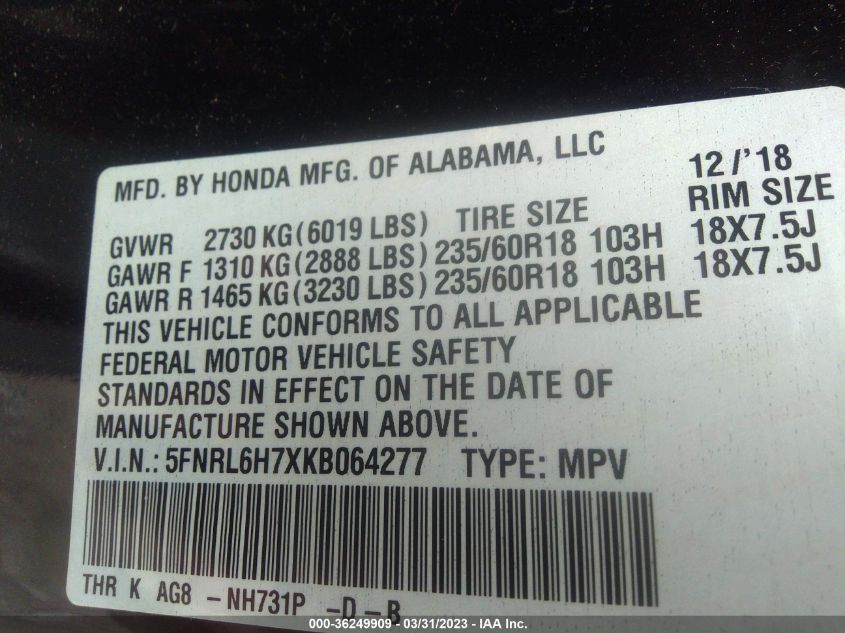 MFD. BY HONDA MFG. OF ALABAMA, LLC 12/'18
GVWR 2730 KG(6019 LBS) TIRE SIZE RIM SIZE
GAWR F 1310 KG(2888 LBS) 235/60R18 103H 18X7.5J
GAWR R 1465 KG(3230 LBS) 235/60R18 103H 18X7.5J
THIS VEHICLE CONFORMS TO ALL APPLICABLE
FEDERAL MOTOR VEHICLE SAFETY
STANDARDS IN EFFECT ON THE DATE OF
MANUFACTURE SHOWN ABOVE.
V.I.N.: 5FNRL6H7XKB064277 TYPE: MPV
THR K AG8 -NH731P -D-B
000-36249909 - 03/31/2023 - IAA Inc.